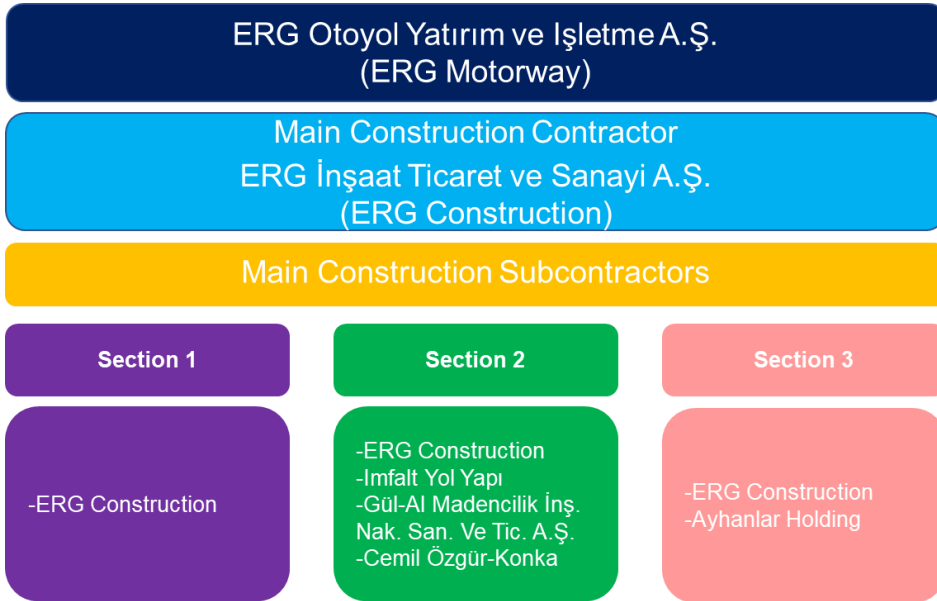 ERG Otoyol Yatırım ve Işletme A.Ş.
(ERG Motorway)
Main Construction Contractor
ERG İnşaat Ticaret ve Sanayi A.Ş.
(ERG Construction)
Main Construction Subcontractors
Section 1
-ERG Construction
Section 2
-ERG Construction
-Imfalt Yol Yapı
-Gül-Al Madencilik İnş.
Nak. San. Ve Tic. A.Ş.
-Cemil Özgür-Konka
Section 3
-ERG Construction
-Ayhanlar Holding